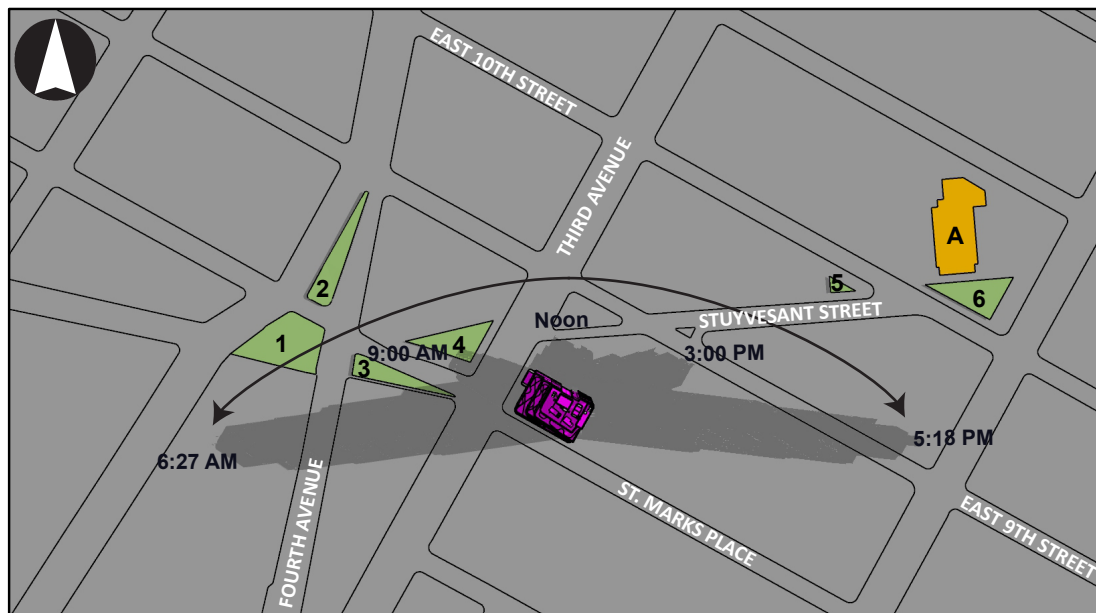 EAST 10TH STREET
THIRD AVENUE
A
5
6
2
STUYVESANT STREET
Noon
1
9:00 AM
4
3:00 PM
3
6:27 AM
5:18 PM
ST. MARKS PLACE
EAST 9TH STREET
FOURTH AVENUE